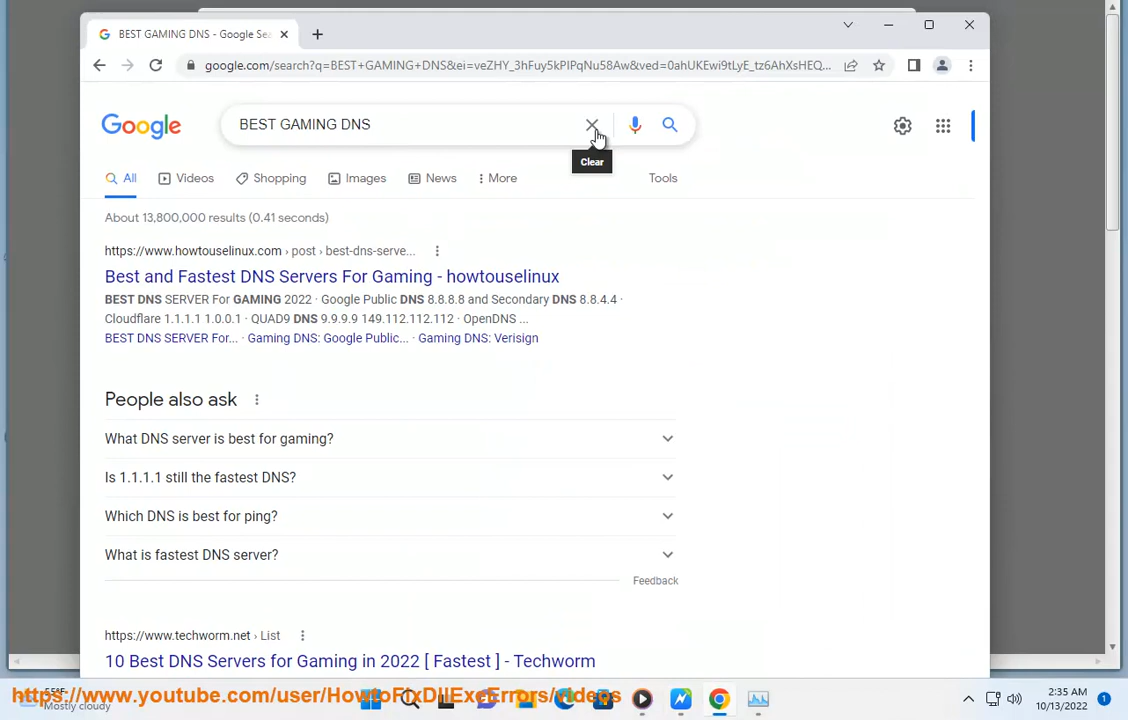 BEST GAMING DNS - Google Sea
google.com/search?q=BEST+GAMING+DNS&ei=veZHY_3hFuy5kPIPqNu58Aw&ved=0ahUKEwi9tLyE_tz6AhXsHEQ...
Google
BEST GAMING DNS
Clear
All
Videos
Shopping
Images
News
More
Tools
About 13,800,000 results (0.41 seconds)
https://www.howtouselinux.com › post › best-dns-serve...
Best and Fastest DNS Servers For Gaming - howtouselinux
BEST DNS SERVER For GAMING 2022 · Google Public DNS 8.8.8.8 and Secondary DNS 8.8.4.4 ·
Cloudflare 1.1.1.1 1.0.0.1 · QUAD9 DNS 9.9.9.9 149.112.112.112 · OpenDNS ...
BEST DNS SERVER For... · Gaming DNS: Google Public... · Gaming DNS: Verisign
People also ask
What DNS server is best for gaming?
Is 1.1.1.1 still the fastest DNS?
Which DNS is best for ping?
What is fastest DNS server?
Feedback
https://www.techworm.net › List
10 Best DNS Servers for Gaming in 2022 [ Fastest ] - Techworm
https://www.youtube.com/user/HowtoFixDllExeErrors/videos
55°F
Mostly cloudy
2:35 AM
10/13/2022
1